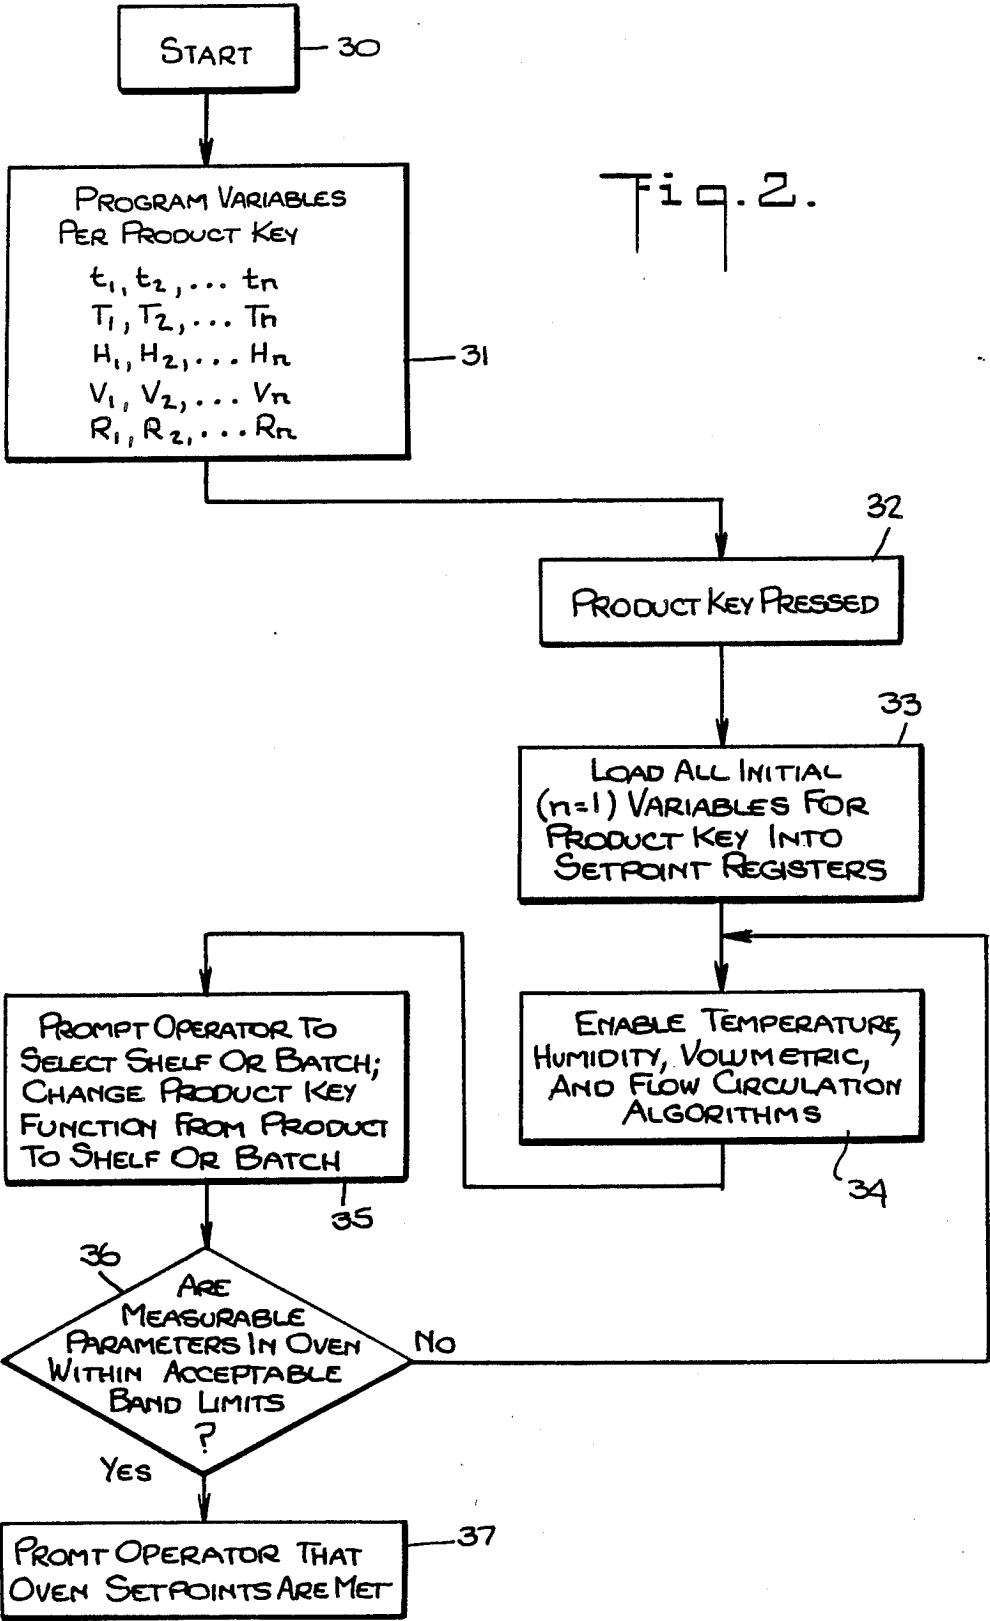 START
30
Fig. 2.
PROGRAM VARIABLES
PER PRODUCT KEY
t1, t2, ... tn
T1, T2, ... Tn
H1, H2, ... Hn
V1, V2, ... Vn
R1, R2, ... Rn
31
32
PRODUCT KEY PRESSED
33
LOAD ALL INITIAL
(n=1) VARIABLES FOR
PRODUCT KEY INTO
SETPOINT REGISTERS
ENABLE TEMPERATURE,
HUMIDITY, VOLUMETRIC,
AND FLOW CIRCULATION
ALGORITHMS
34
PROMPT OPERATOR TO
SELECT SHELF OR BATCH;
CHANGE PRODUCT KEY
FUNCTION FROM PRODUCT
TO SHELF OR BATCH
35
36
ARE
MEASURABLE
PARAMETERS IN OVEN
WITHIN ACCEPTABLE
BAND LIMITS
?
NO
YES
37
PROMT OPERATOR THAT
OVEN SETPOINTS ARE MET